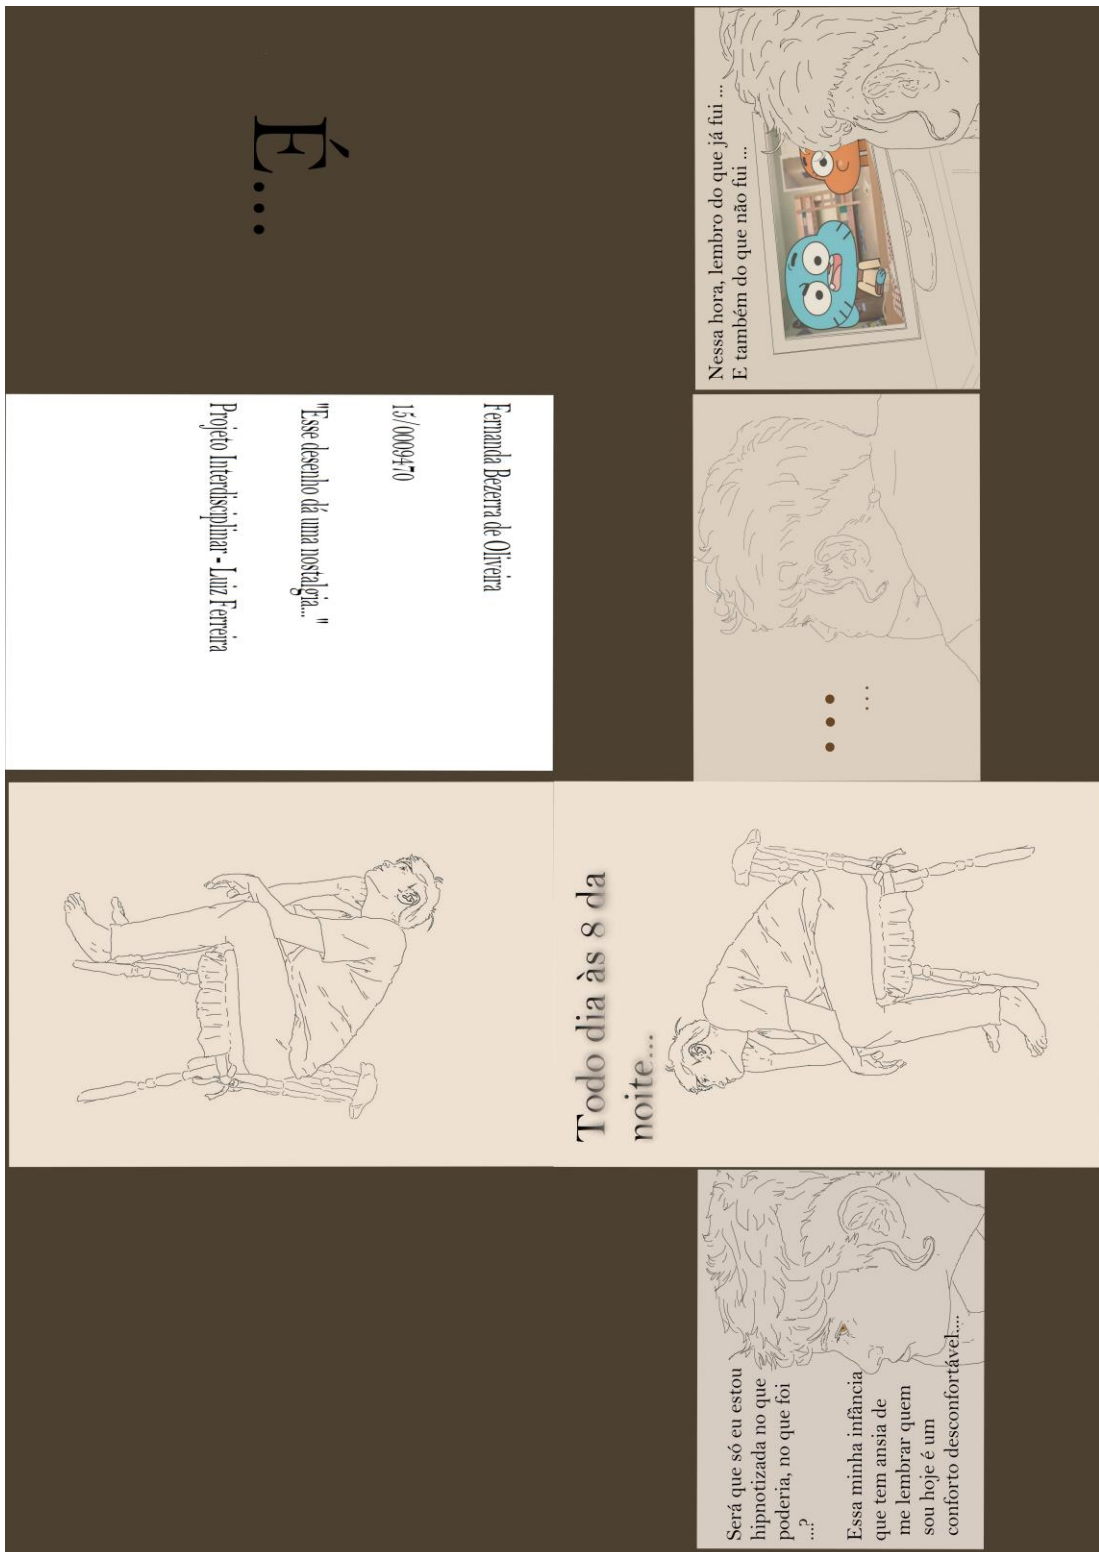 Todo dia às 8 da
noite...
...
...
Nessa hora, lembro do que já fui ...
E também do que não fui ...
Será que só eu estou
hipnotizada no que
poderia, no que foi
...?
Essa minha infância
que tem ansia de
me lembrar quem
sou hoje é um
conforto desconfortável....
É...
Fernanda Bezerra de Oliveira
15/0009470
"Esse desenho dá uma nostalgia..."
Projeto Interdisciplinar - Luiz Ferreira